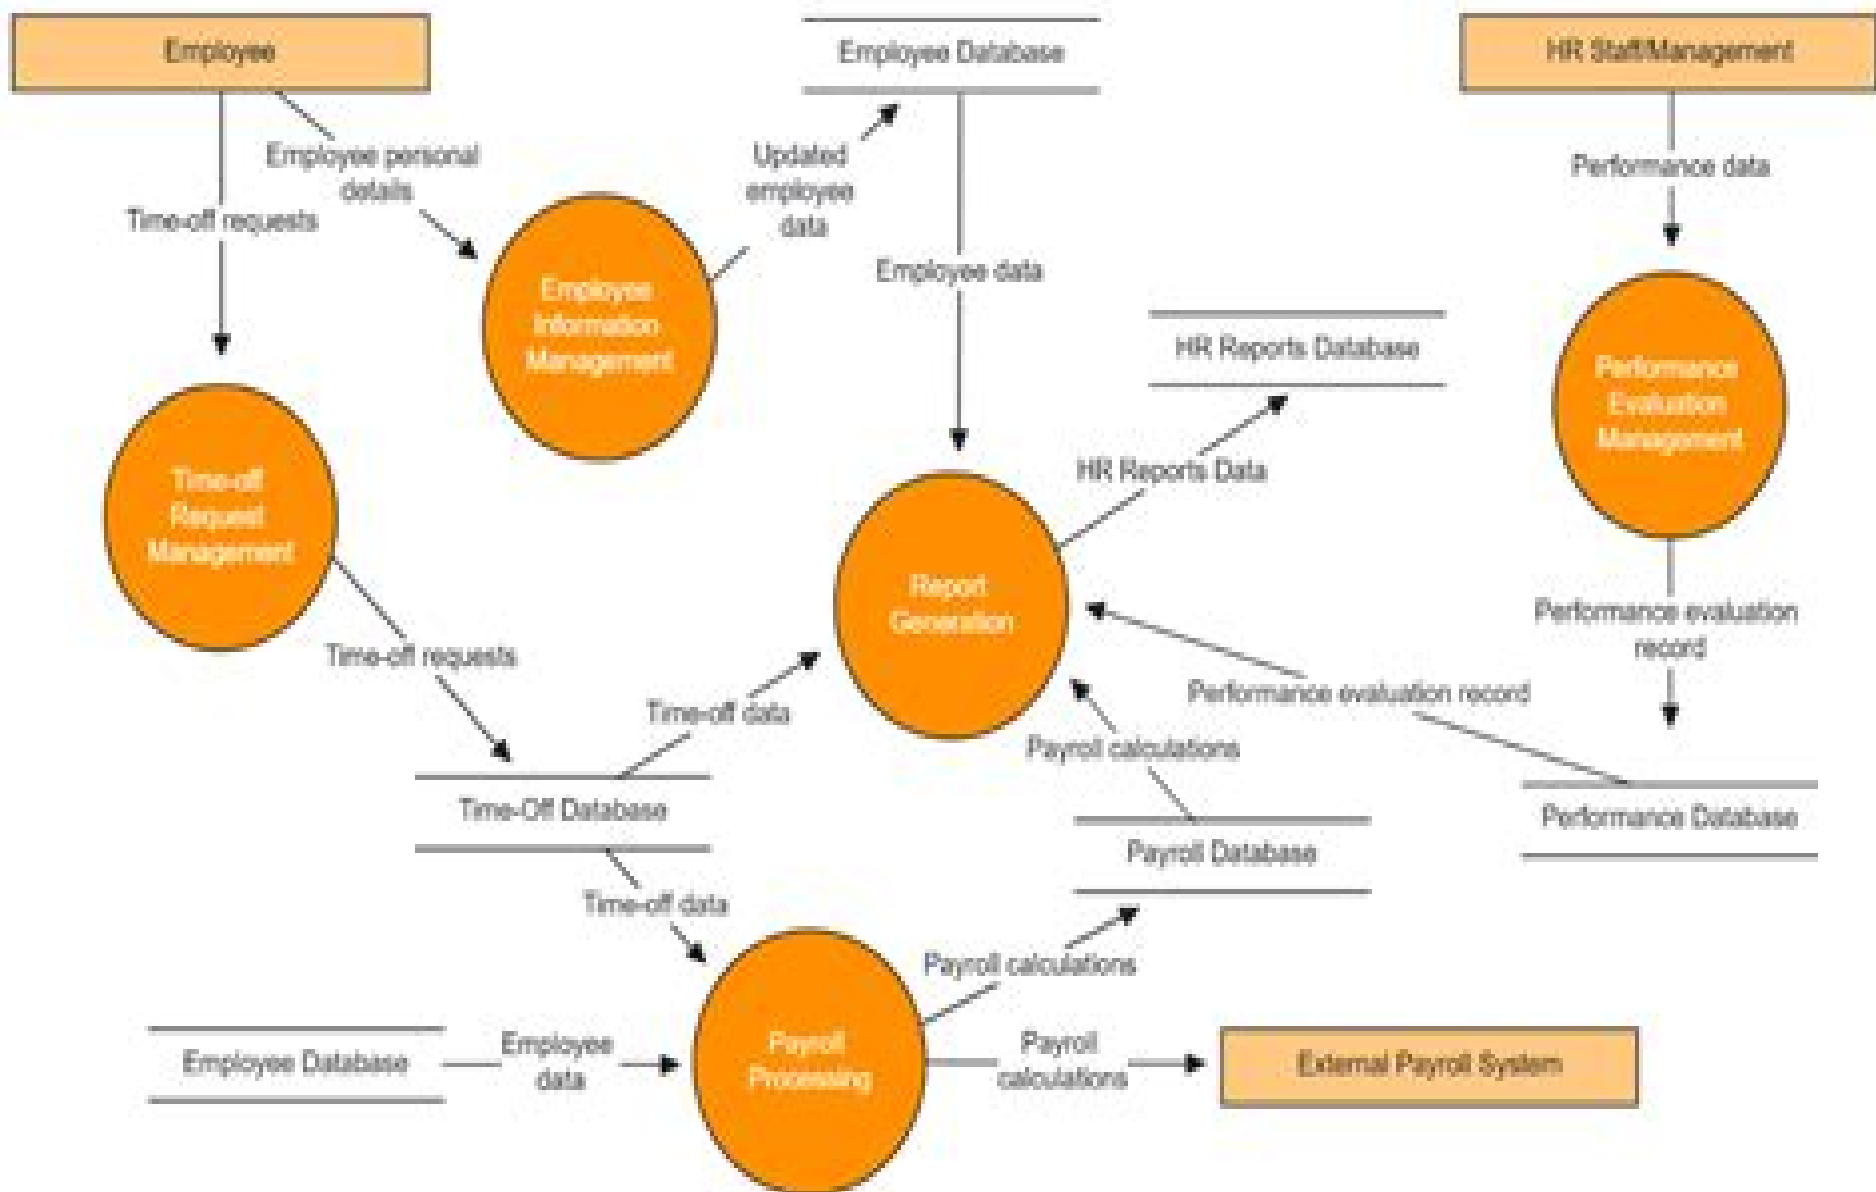 Employee
Employee Database
HR Staff/Management
Employee personal
details
Updated
employee
data
Performance data
Time-off requests
Employee data
Employee
Information
Management
HR Reports Database
Performance
Evaluation
Management
HR Reports Data
Time-off
Request
Management
Report
Generation
Performance evaluation
record
Time-off requests
Performance evaluation record
Time-off data
Payroll calculations
Time-Off Database
Performance Database
Payroll Database
Time-off data
Payroll calculations
Employee Database
Employee
data
Payroll
Processing
Payroll
calculations
External Payroll System